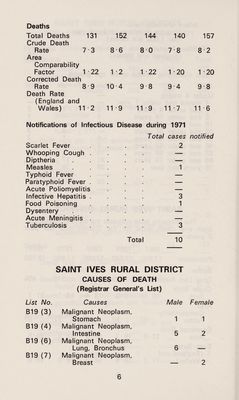 Deaths
Total Deaths 131 152 144 140 157
Crude Death
Rate 7·3 8·6 8·0 7·8 8·2
Area
Comparability
Factor 1·22 1·2 1·22 1·20 1·20
Corrected Death
Rate 8·9 10·4 9·8 9·4 9·8
Death Rate
(England and
Wales) 11·2 11·9 11·9 11·7 11·6
Notifications of Infectious Disease during 1971
Total cases notified
Scarlet Fever . . . . 2
Whooping Cough . . . . —
Diptheria . . . . —
Measles . . . . 1
Typhoid Fever . . . . —
Paratyphoid Fever . . . . —
Acute Poliomyelitis . . . . —
Infective Hepatitis . . . . 3
Food Poisoning . . . . 1
Dysentery . . . . —
Acute Meningitis . . . . —
Tuberculosis . . . . 3
Total 10
SAINT IVES RURAL DISTRICT
CAUSES OF DEATH
(Registrar General's List)
List No. Causes Male Female
B19 (3) Malignant Neoplasm,
Stomach 1 1
B19 (4) Malignant Neoplasm,
Intestine 5 2
B19 (6) Malignant Neoplasm,
Lung, Bronchus 6 —
B19 (7) Malignant Neoplasm,
Breast — 2
6